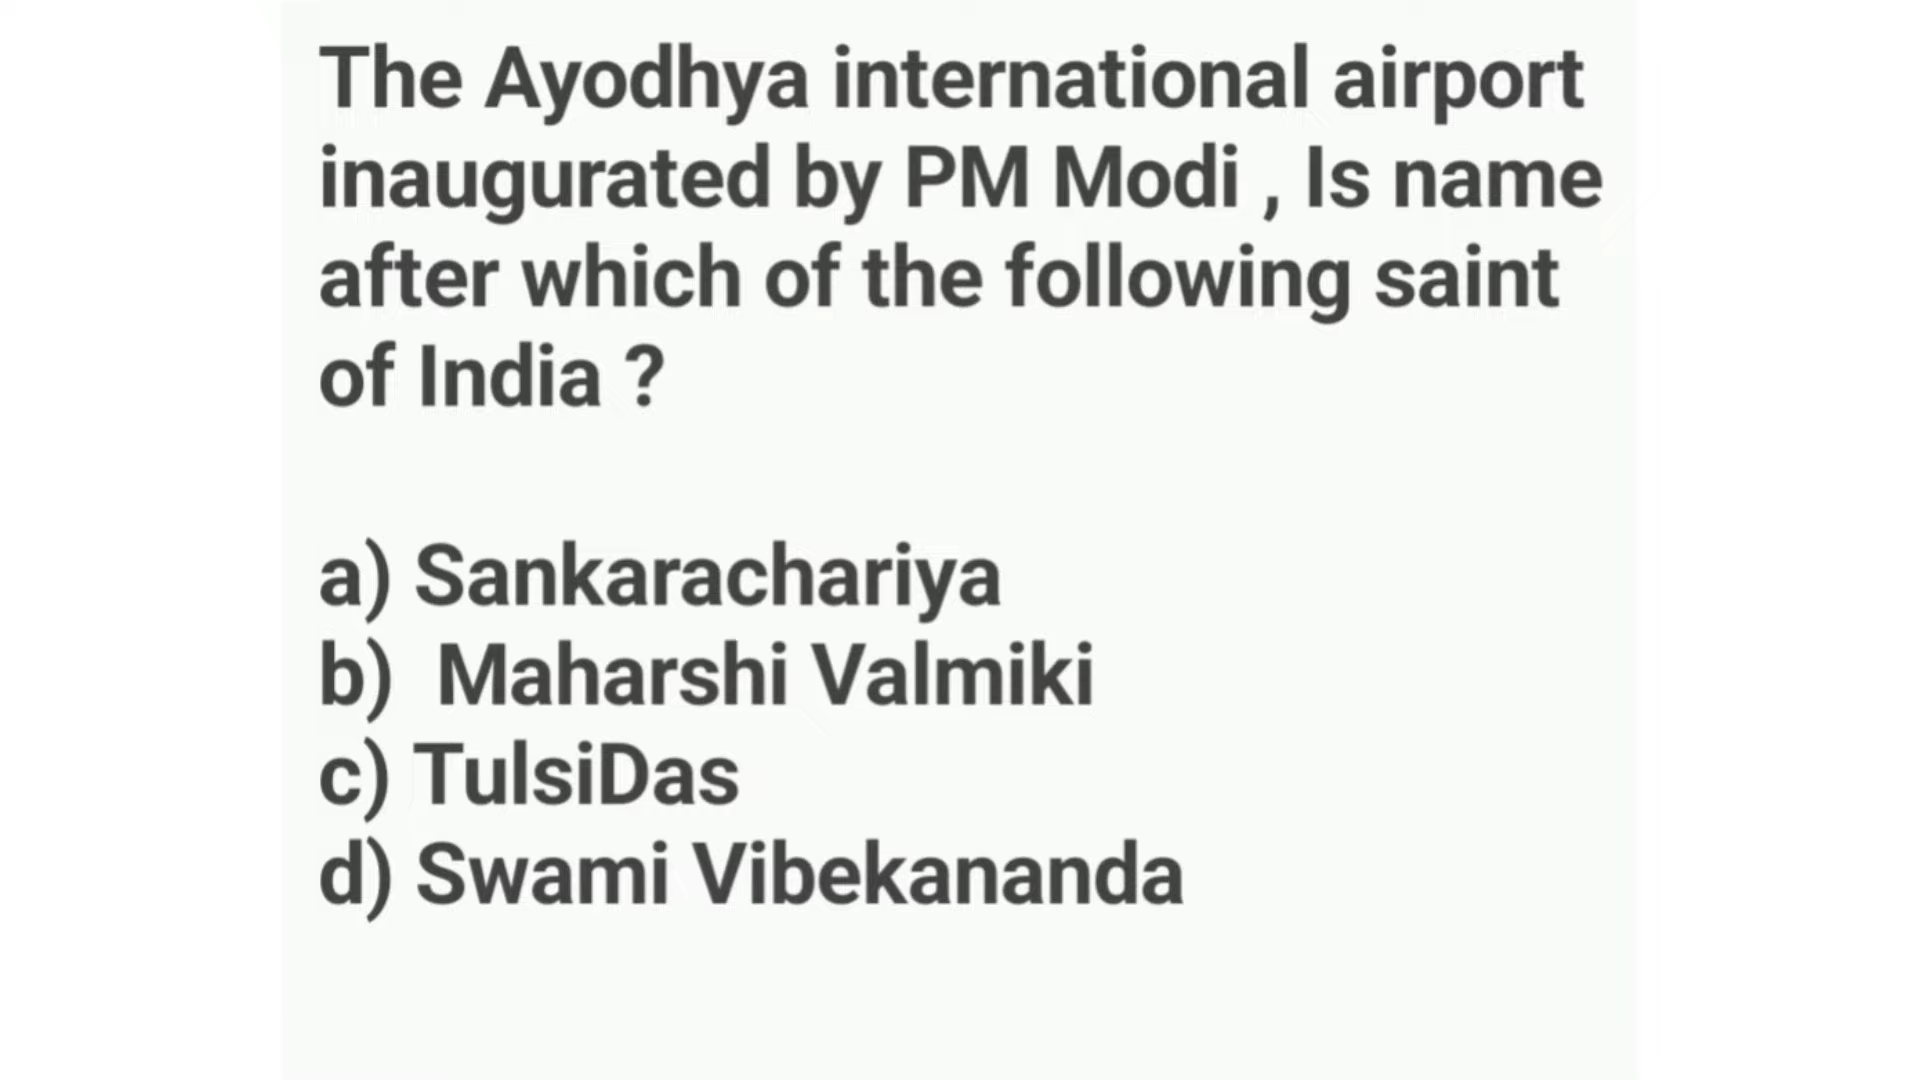 The Ayodhya international airport
inaugurated by PM Modi , Is name
after which of the following saint
of India ?
a) Sankarachariya
b) Maharshi Valmiki
c) TulsiDas
d) Swami Vibekananda